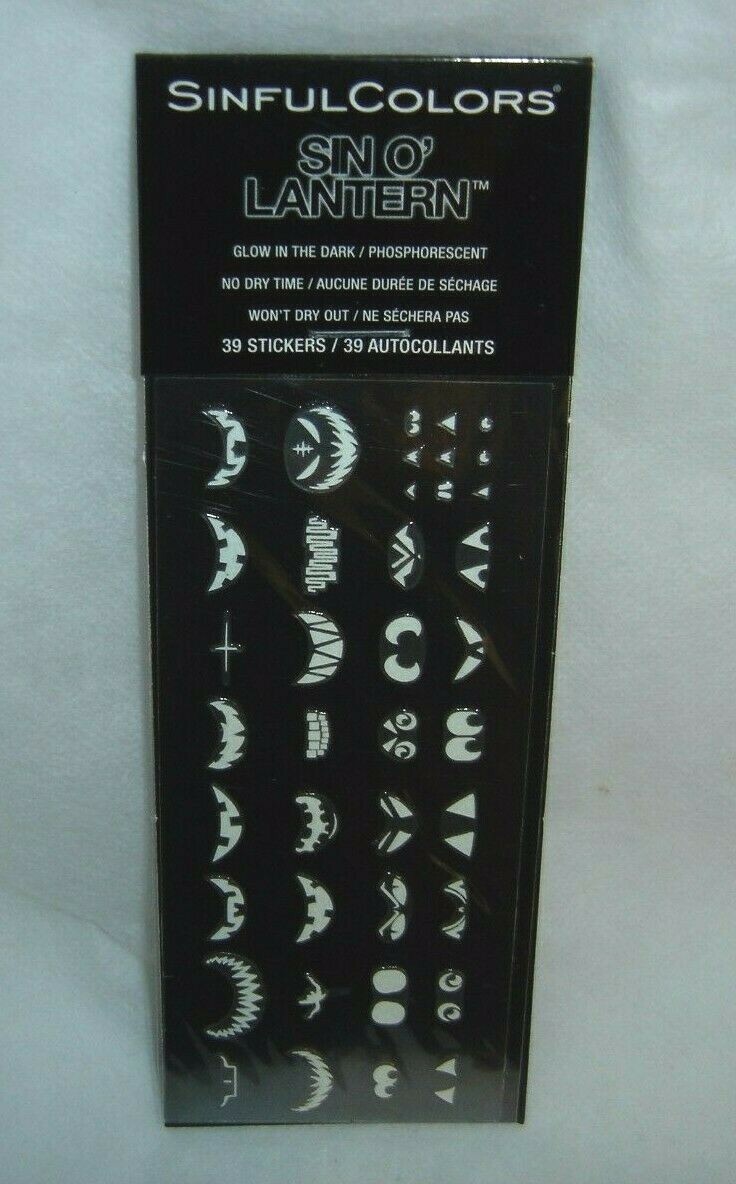 SINFULCOLORS®
SIN O'
LANTERN™
GLOW IN THE DARK / PHOSPHORESCENT
NO DRY TIME / AUCUNE DURÉE DE SÉCHAGE
WON'T DRY OUT / NE SÉCHERA PAS
39 STICKERS / 39 AUTOCOLLANTS